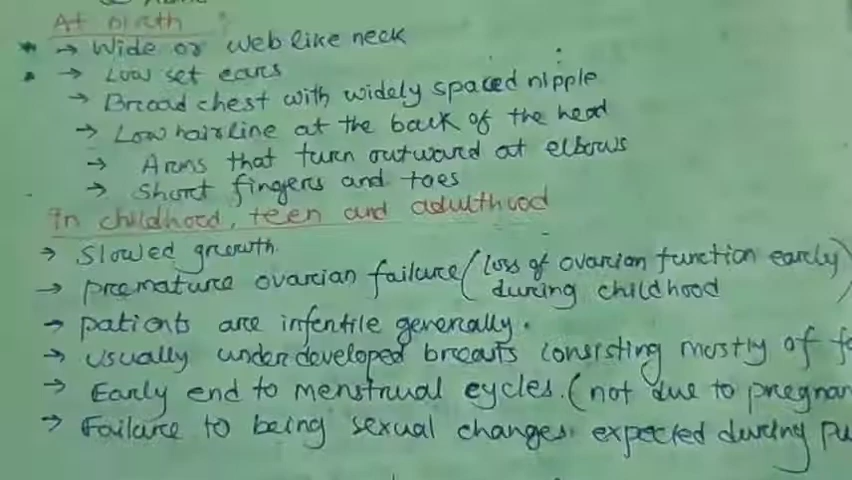 At birth
→ Wide or web like neck
→ Low set ears
→ Broad chest with widely spaced nipple
→ Low hairline at the back of the head
→ Arms that turn outward at elbows
→ Short fingers and toes
In childhood, teen and adulthood
→ Slowed growth
→ Premature ovarian failure (loss of ovarian function early
during childhood)
→ patients are infentile generally.
→ usually underdeveloped breasts consisting mostly of
→ Early end to menstrual cycles. (not due to
→ Failure to being sexual changes expected during